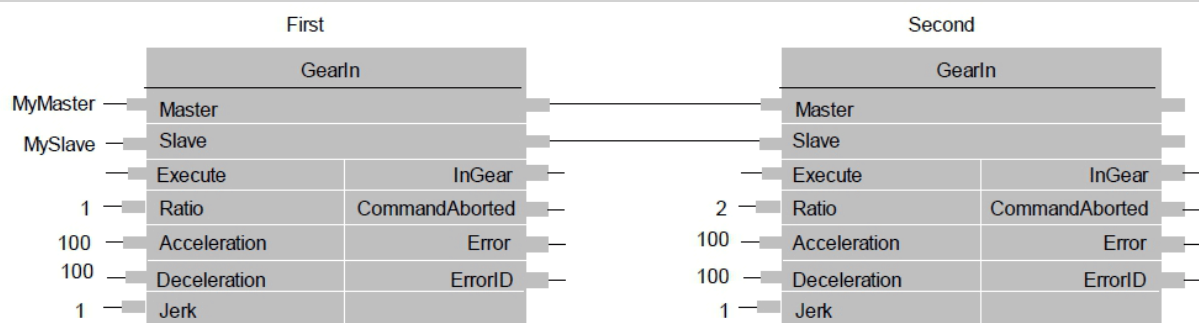 First Second
GearIn GearIn
MyMaster Master Master
MySlave Slave Slave
Execute InGear Execute InGear
1 Ratio CommandAborted 2 Ratio CommandAborted
100 Acceleration Error 100 Acceleration Error
100 Deceleration ErrorID 100 Deceleration ErrorID
1 Jerk 1 Jerk